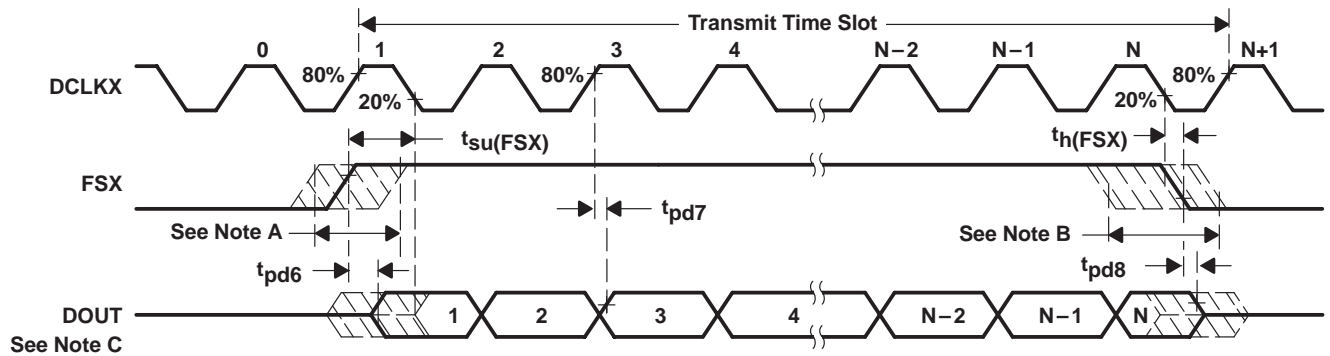 Transmit Time Slot
0 1 2 3 4 N−2 N−1 N N+1
80% 80% 80%
DCLKX
20% 20%
tsu(FSX) th(FSX)
FSX
tpd7
See Note A See Note B
tpd6 tpd8
DOUT 1 2 3 4 N−2 N−1 N
See Note C